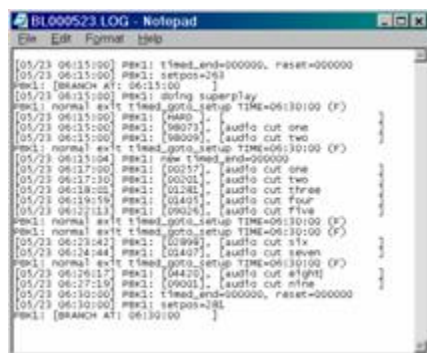 BL000523.LOG - Notepad
File Edit Format Help
[05/23 06:15:00] PBK1: timed_end=000000, reset=000000
[05/23 06:15:00] PBK1: setpos=263
PBK1: [BRANCH AT: 06:15:00 ]
[05/23 06:15:00] PBK1: doing superplay
PBK1: normal exit timed_goto_setup TIME=06:30:00 (F)
[05/23 06:15:00] PBK1: [HARD ], [
[05/23 06:15:00] PBK1: [98073], [audio cut one
[05/23 06:15:00] PBK1: [98009], [audio cut two
PBK1: normal exit timed_goto_setup TIME=06:30:00 (F)
[05/23 06:15:04] PBK1: new timed_end=000000
[05/23 06:17:00] PBK1: [00257], [audio cut one
[05/23 06:17:30] PBK1: [00201], [audio cut two
[05/23 06:18:01] PBK1: [01281], [audio cut three
[05/23 06:19:59] PBK1: [01405], [audio cut four
[05/23 06:22:13] PBK1: [09026], [audio cut five
PBK1: normal exit timed_goto_setup TIME=06:30:00 (F)
PBK1: normal exit timed_goto_setup TIME=06:30:00 (F)
[05/23 06:23:42] PBK1: [02898], [audio cut six
[05/23 06:24:44] PBK1: [01407], [audio cut seven
PBK1: normal exit timed_goto_setup TIME=06:30:00 (F)
[05/23 06:26:17] PBK1: [04420], [audio cut eight
[05/23 06:27:19] PBK1: [09001], [audio cut nine
[05/23 06:30:00] PBK1: timed_end=000000, reset=000000
[05/23 06:30:00] PBK1: setpos=281
PBK1: [BRANCH AT: 06:30:00 ]